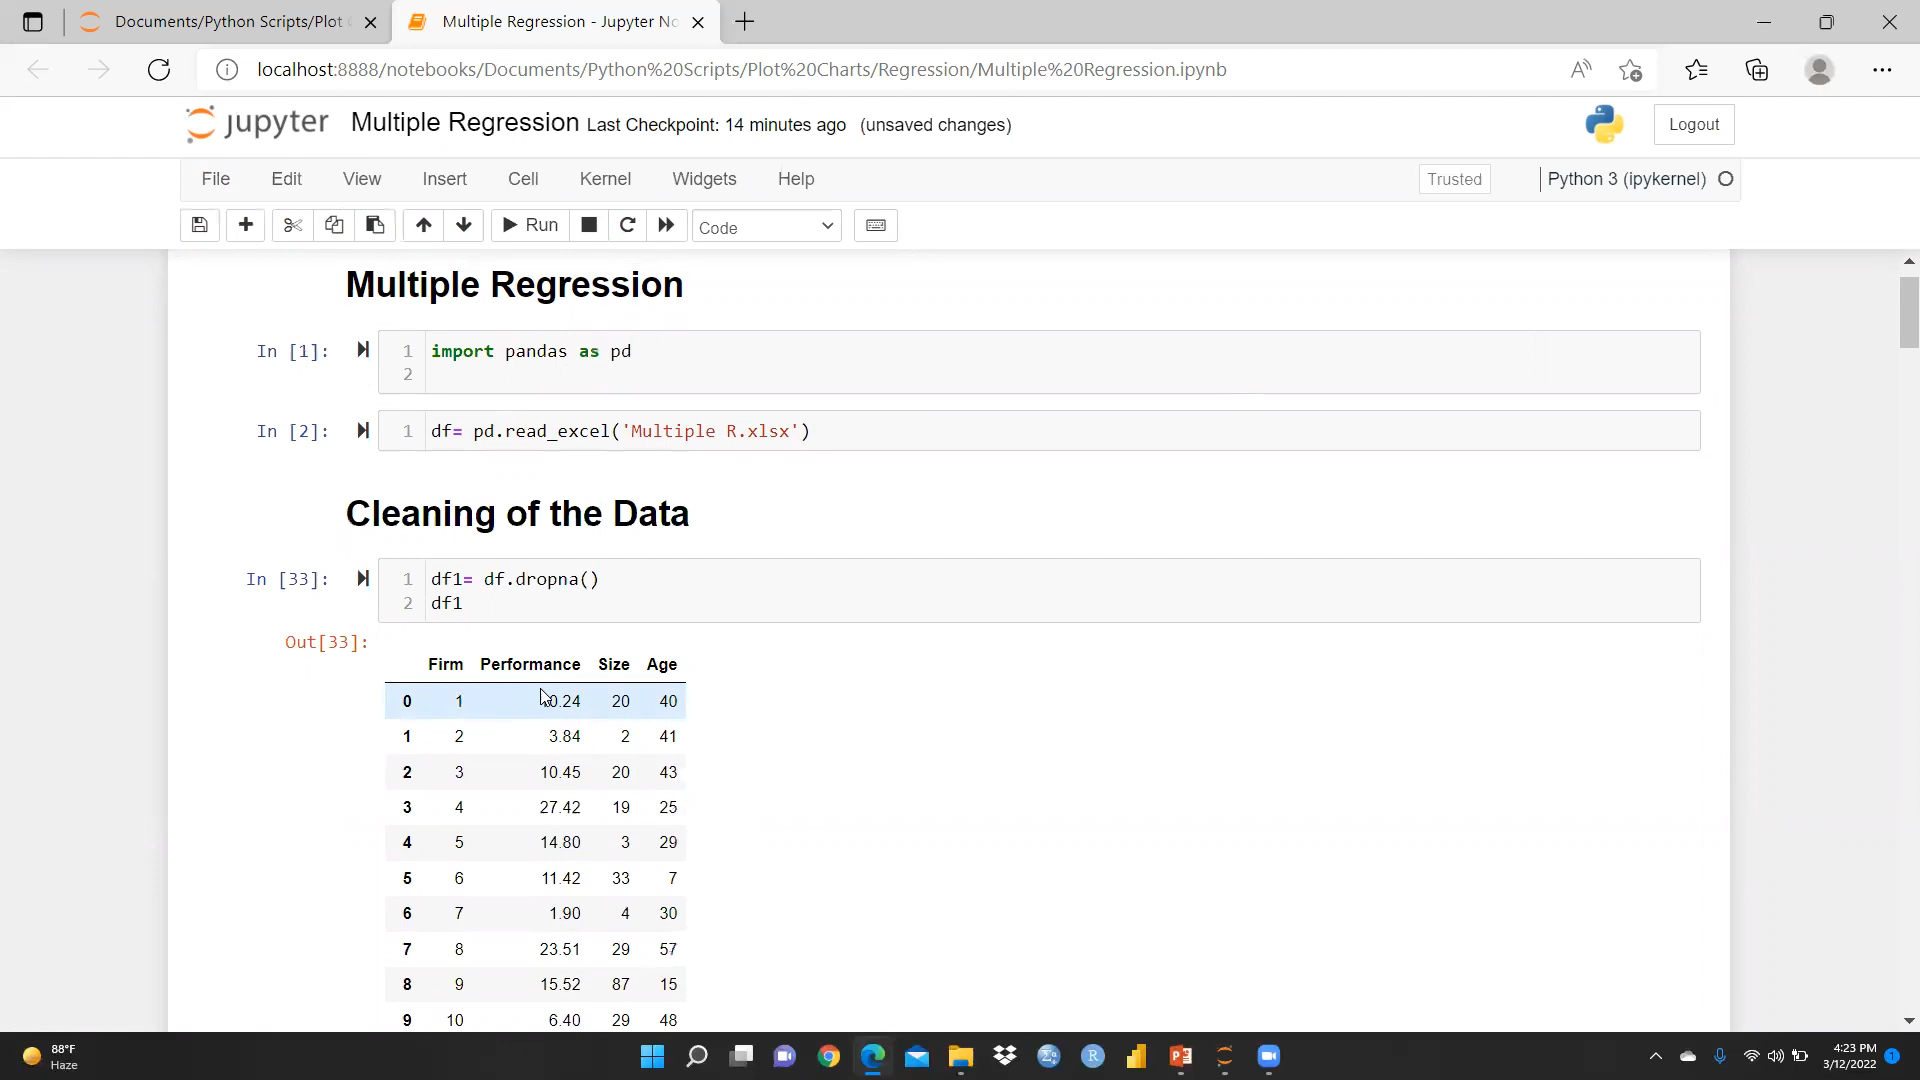 Documents/Python Scripts/Plot
Multiple Regression - Jupyter No
localhost:8888/notebooks/Documents/Python%20Scripts/Plot%20Charts/Regression/Multiple%20Regression.ipynb
jupyter Multiple Regression Last Checkpoint: 14 minutes ago (unsaved changes)
Logout
File Edit View Insert Cell Kernel Widgets Help
Trusted
Python 3 (ipykernel)
Run
Code
Multiple Regression
In [1]:
1 import pandas as pd
2
In [2]:
1 df= pd.read_excel('Multiple R.xlsx')
Cleaning of the Data
In [33]:
1 df1= df.dropna()
2 df1
Out[33]:
Firm Performance Size Age
0 1 0.24 20 40
1 2 3.84 2 41
2 3 10.45 20 43
3 4 27.42 19 25
4 5 14.80 3 29
5 6 11.42 33 7
6 7 1.90 4 30
7 8 23.51 29 57
8 9 15.52 87 15
9 10 6.40 29 48
88°F
Haze
4:23 PM
3/12/2022
1